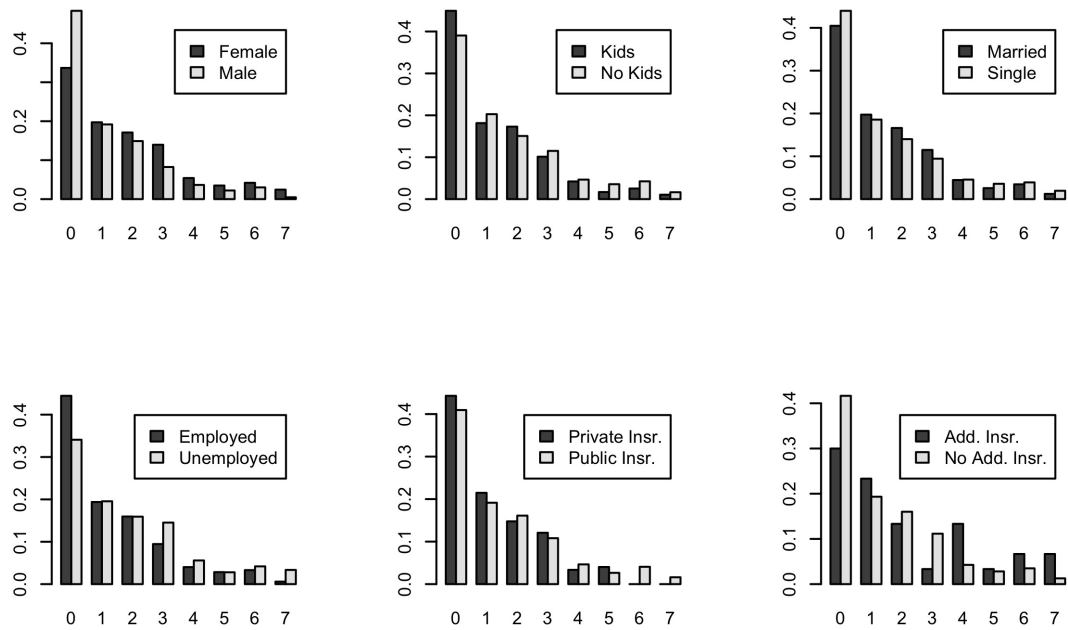 0.0 0.2 0.4
Female
Male
0 1 2 3 4 5 6 7
0.0 0.1 0.2 0.3 0.4
Kids
No Kids
0 1 2 3 4 5 6 7
0.0 0.1 0.2 0.3 0.4
Married
Single
0 1 2 3 4 5 6 7
0.0 0.1 0.2 0.3 0.4
Employed
Unemployed
0 1 2 3 4 5 6 7
0.0 0.1 0.2 0.3 0.4
Private Insr.
Public Insr.
0 1 2 3 4 5 6 7
0.0 0.1 0.2 0.3 0.4
Add. Insr.
No Add. Insr.
0 1 2 3 4 5 6 7